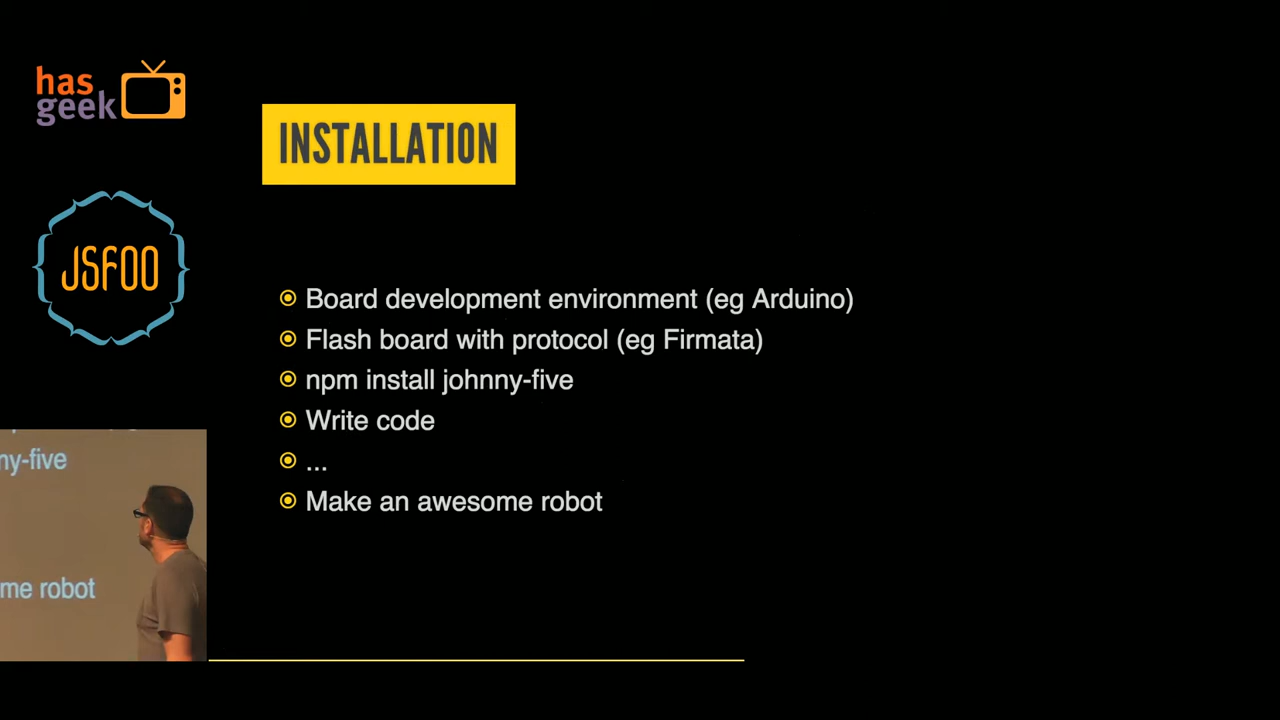 has
geek
JSFOO
INSTALLATION
Board development environment (eg Arduino)
Flash board with protocol (eg Firmata)
npm install johnny-five
Write code
...
Make an awesome robot
ny-five
me robot